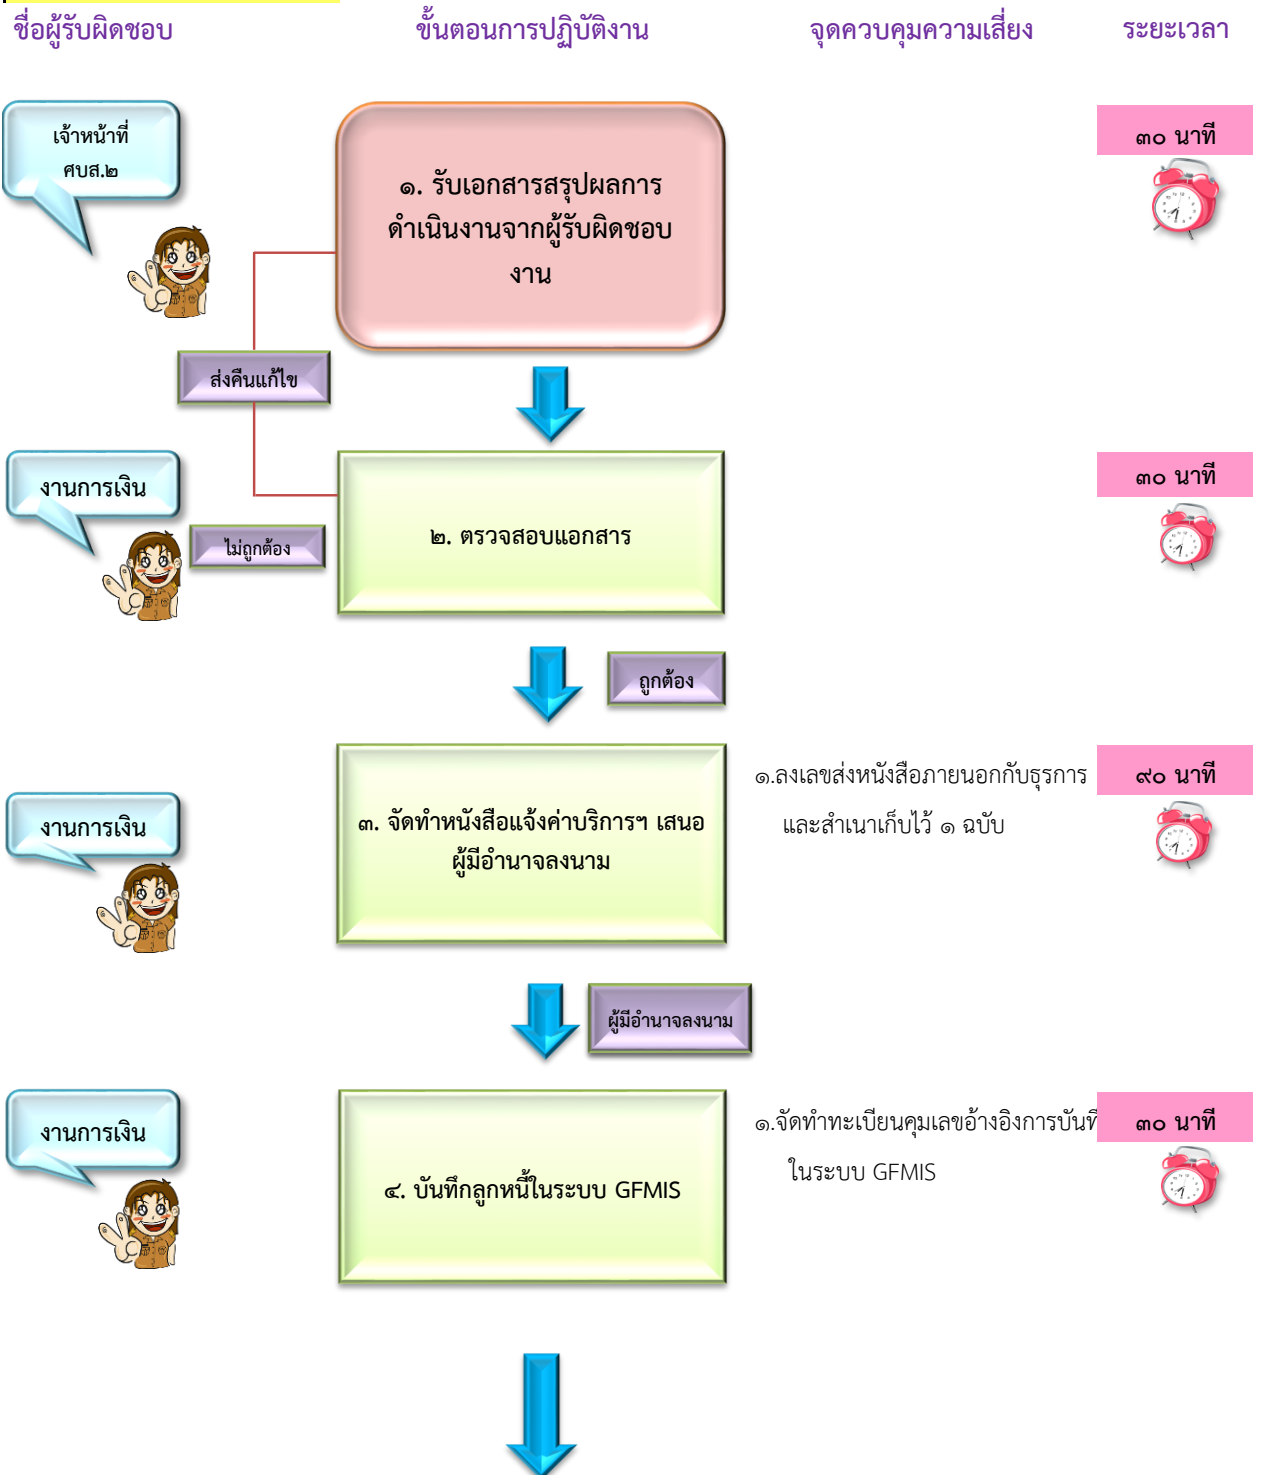 ชื่อผู้รับผิดชอบ ขั้นตอนการปฏิบัติงาน จุดควบคุมความเสี่ยง ระยะเวลา
เจ้าหน้าที่
ศบส.๒
๑. รับเอกสารสรุปผลการ
ดำเนินงานจากผู้รับผิดชอบ
งาน
๓๐ นาที
ส่งคืนแก้ไข
งานการเงิน
ไม่ถูกต้อง
๒. ตรวจสอบแอกสาร
๓๐ นาที
ถูกต้อง
งานการเงิน
๓. จัดทำหนังสือแจ้งค่าบริการฯ เสนอ
ผู้มีอำนาจลงนาม
๑.ลงเลขส่งหนังสือภายนอกกับธุรการ
และสำเนาเก็บไว้ ๑ ฉบับ
๙๐ นาที
ผู้มีอำนาจลงนาม
งานการเงิน
๔. บันทึกลูกหนี้ในระบบ GFMIS
๑.จัดทำทะเบียนคุมเลขอ้างอิงการบันที
ในระบบ GFMIS
๓๐ นาที